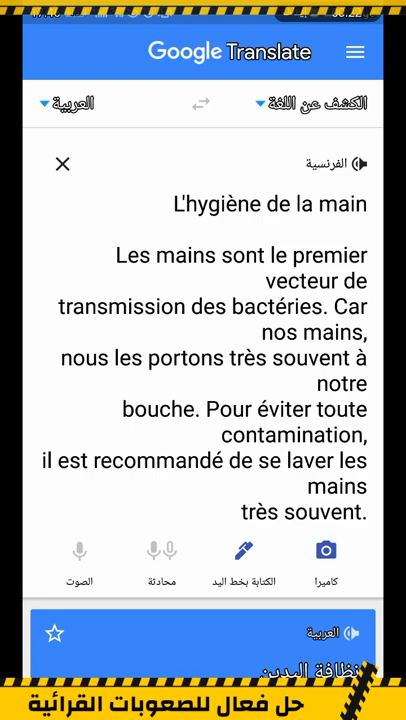 Google Translate
الكشف عن اللغة
العربية
الفرنسية
L'hygiène de la main
Les mains sont le premier
vecteur de
transmission des bactéries. Car
nos mains,
nous les portons très souvent à
notre
bouche. Pour éviter toute
contamination,
il est recommandé de se laver les
mains
très souvent.
كاميرا
الكتابة بخط اليد
محادثة
الصوت
العربية
نظافة اليدين
حل فعال للصعوبات القرائية